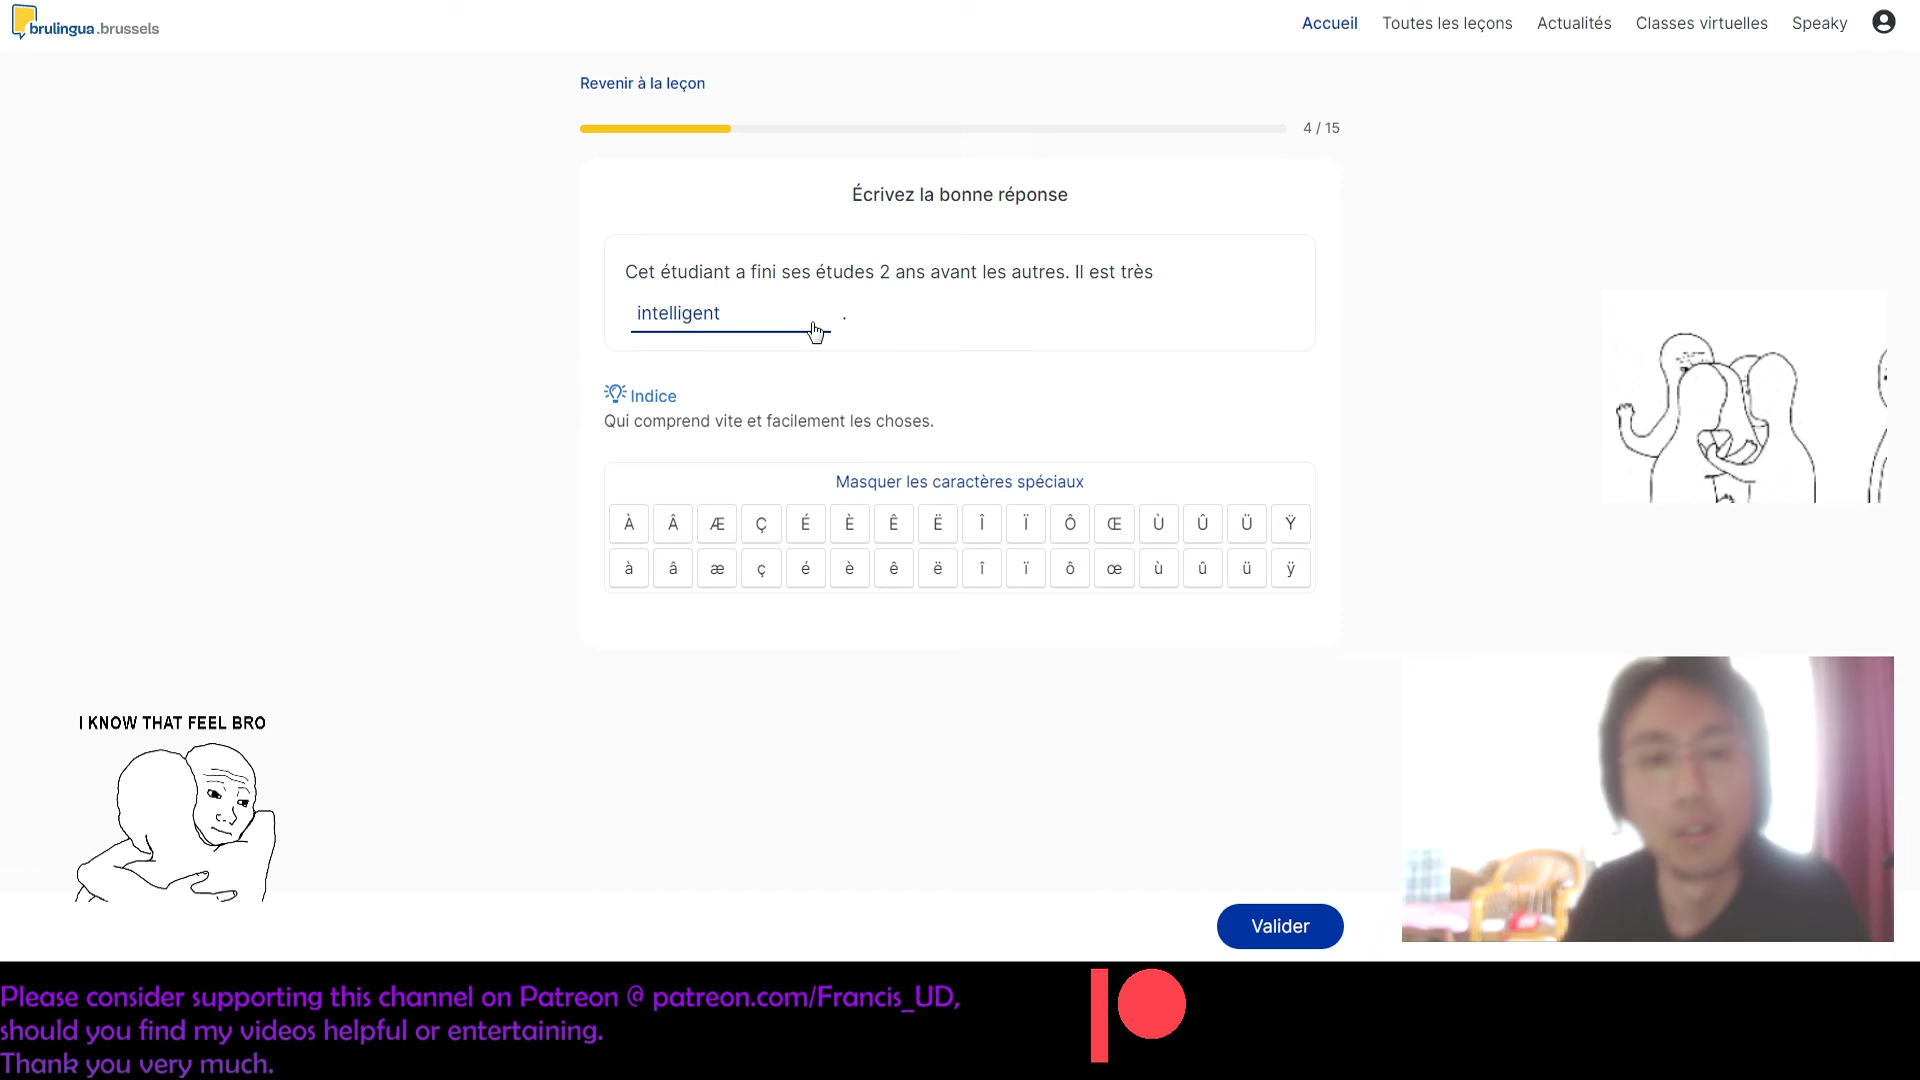 brulingua.brussels
Accueil
Toutes les leçons
Actualités
Classes virtuelles
Speaky
Revenir à la leçon
4 / 15
Écrivez la bonne réponse
Cet étudiant a fini ses études 2 ans avant les autres. Il est très
intelligent .
Indice
Qui comprend vite et facilement les choses.
Masquer les caractères spéciaux
À Â Æ Ç É È Ê Ë Î Ï Ô Œ Ù Û Ü Ÿ
à â æ ç é è ê ë î ï ô œ ù û ü ÿ
I KNOW THAT FEEL BRO
Valider
Please consider supporting this channel on Patreon @ patreon.com/Francis_UD,
should you find my videos helpful or entertaining.
Thank you very much.